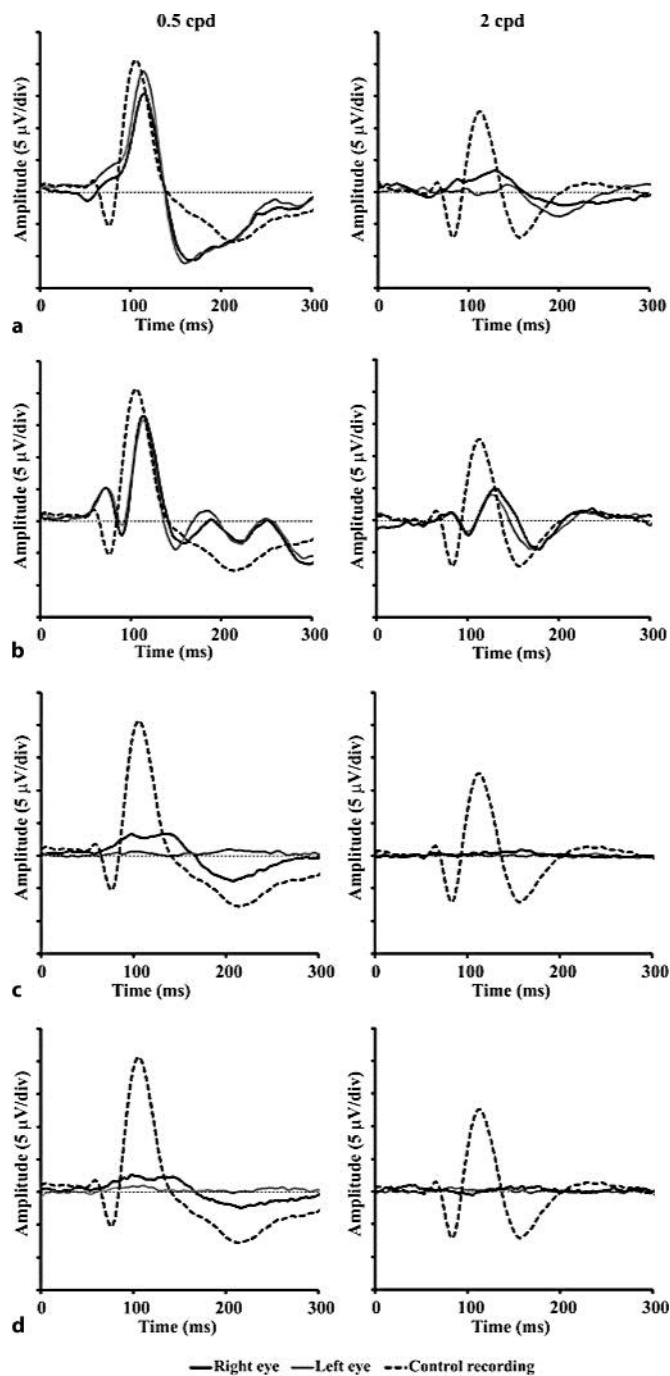 0.5 cpd 2 cpd
Amplitude (5 µV/div) Amplitude (5 µV/div)
0 100 200 300 0 100 200 300
a Time (ms) Time (ms)
Amplitude (5 µV/div) Amplitude (5 µV/div)
0 100 200 300 0 100 200 300
b Time (ms) Time (ms)
Amplitude (5 µV/div) Amplitude (5 µV/div)
0 100 200 300 0 100 200 300
c Time (ms) Time (ms)
Amplitude (5 µV/div) Amplitude (5 µV/div)
0 100 200 300 0 100 200 300
d Time (ms) Time (ms)
Right eye Left eye Control recording